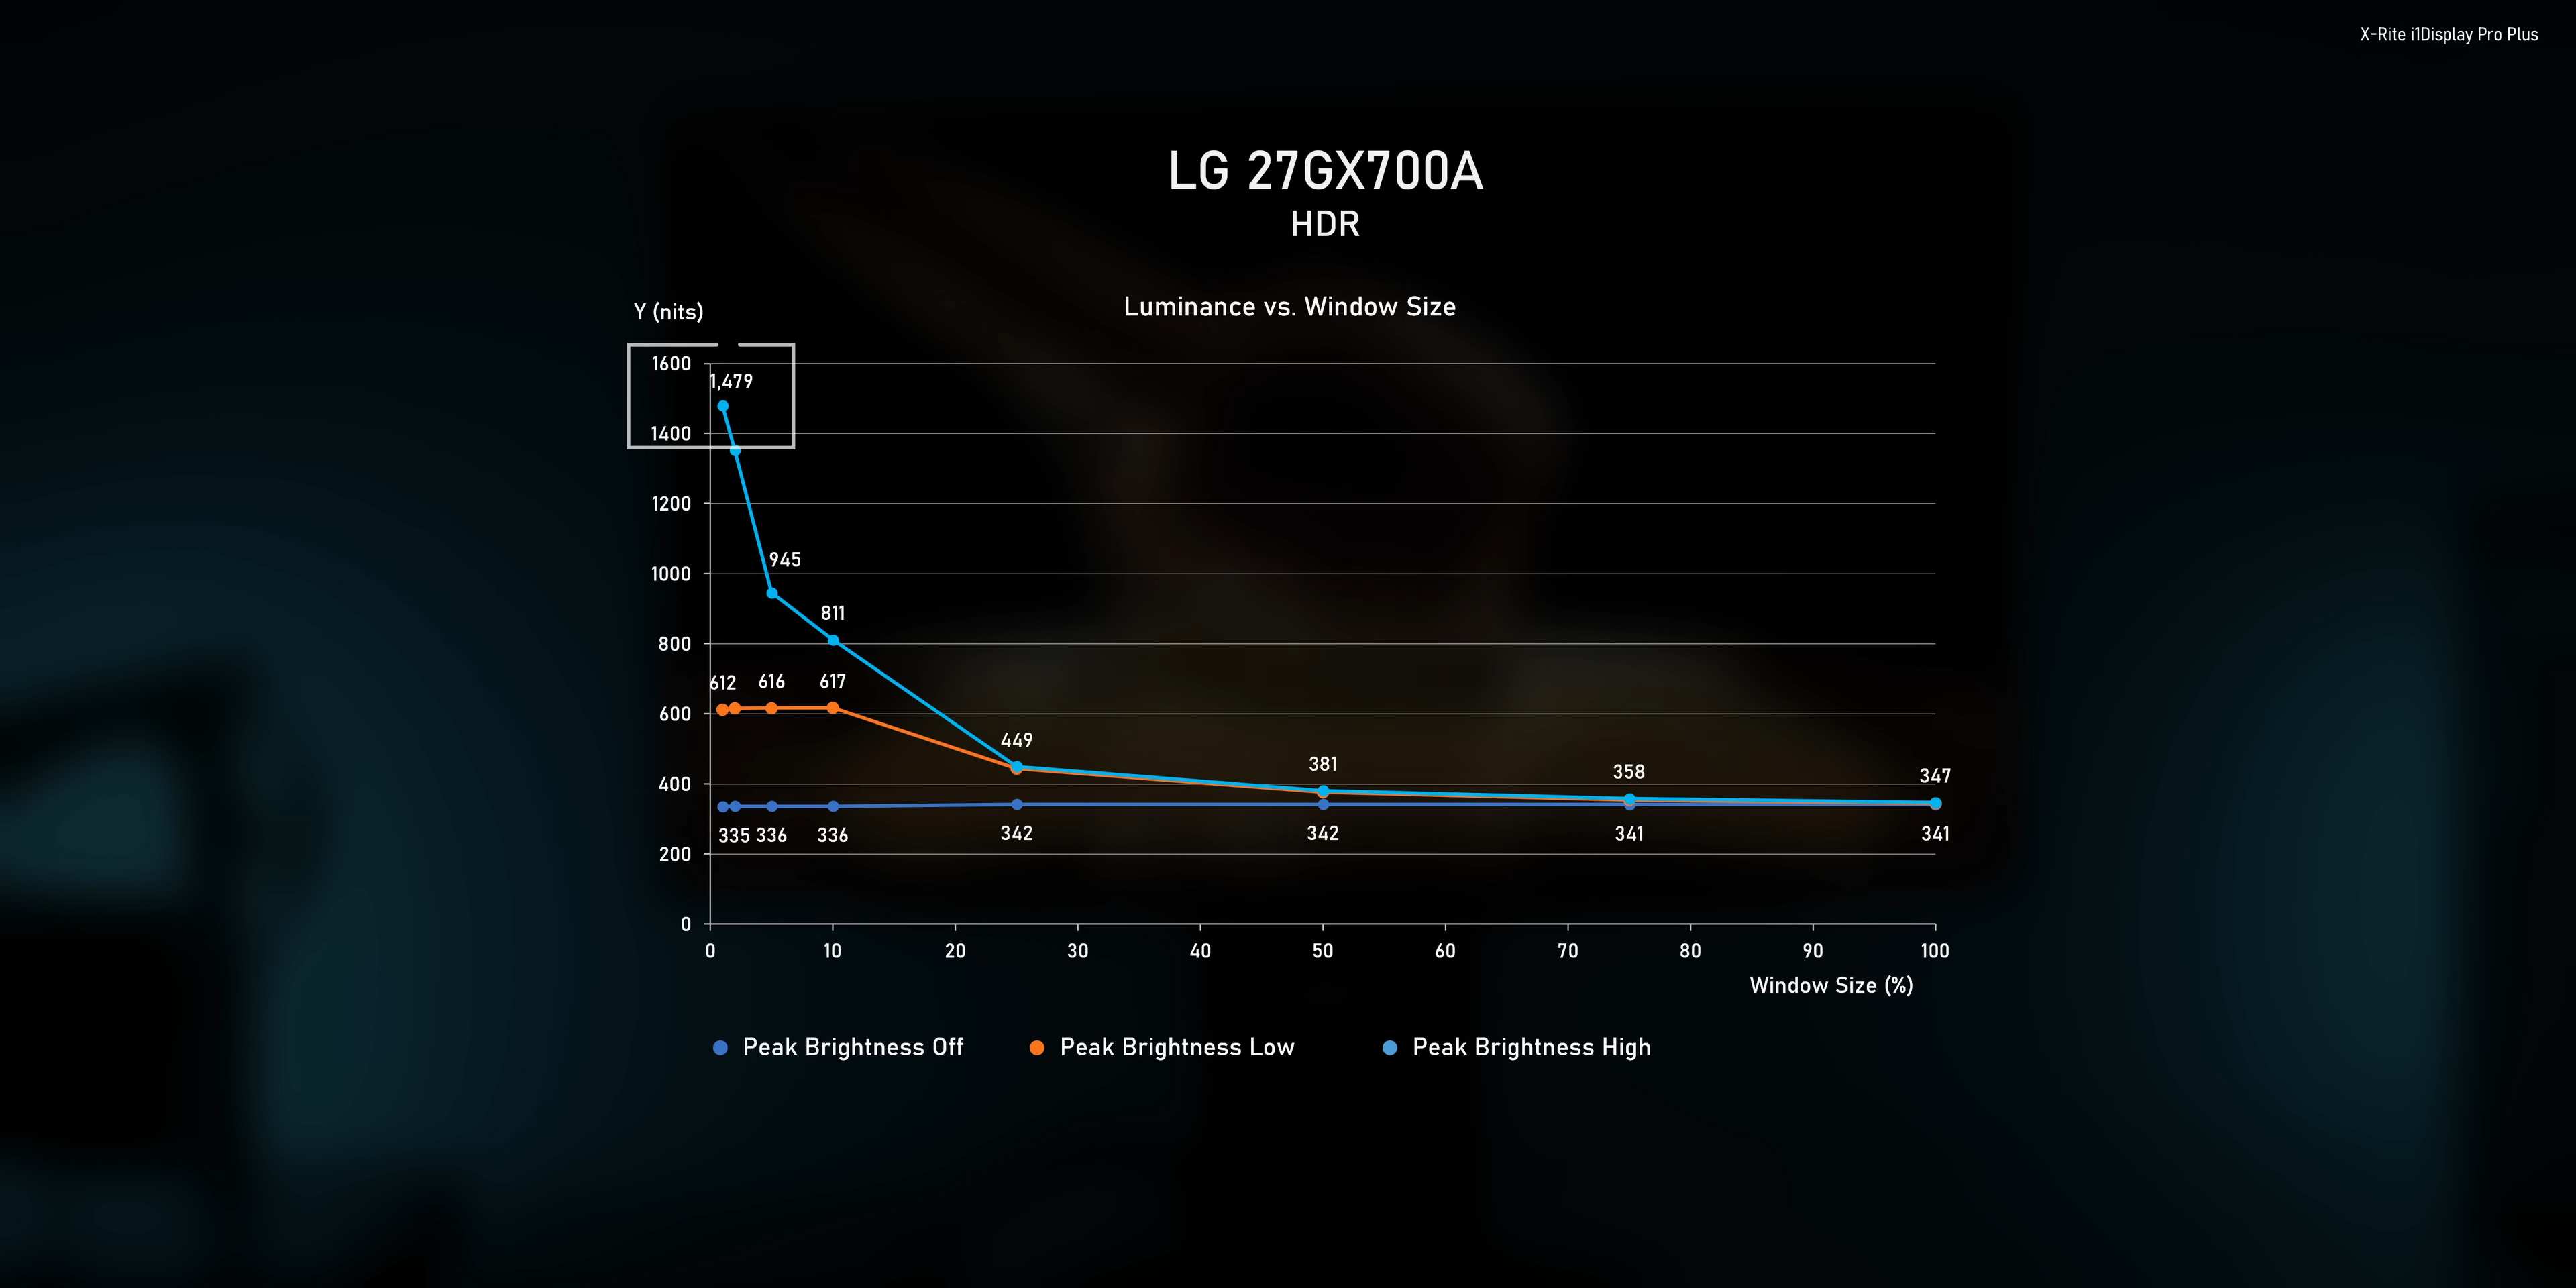 X-Rite i1Display Pro Plus
LG 27GX700A
HDR
Luminance vs. Window Size
Y (nits)
1600
1,479
1400
1200
945
1000
811
800
612 616 617
600
449
381
358
347
400
335 336 336 342 342 341 341
200
0
0 10 20 30 40 50 60 70 80 90 100
Window Size (%)
Peak Brightness Off Peak Brightness Low Peak Brightness High